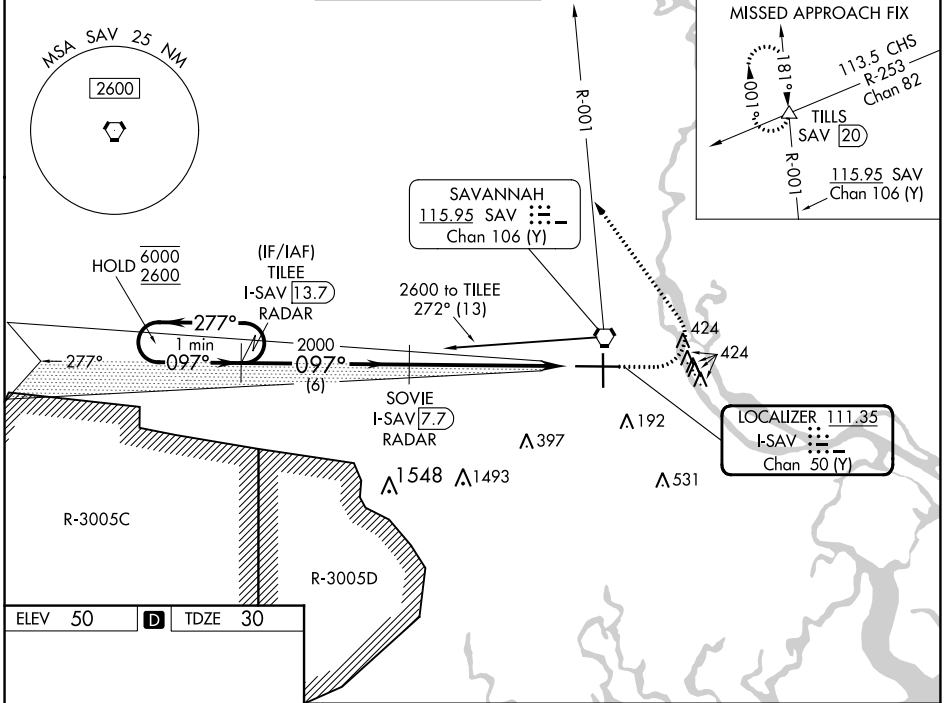 MSA SAV 25 NM
2600
MISSED APPROACH FIX
181°
001°
113.5 CHS
R-253
Chan 82
TILLS
SAV 20
R-001
115.95 SAV
Chan 106 (Y)
R-001
SAVANNAH
115.95 SAV
Chan 106 (Y)
HOLD 6000
2600
(IF/IAF)
TILEE
I-SAV 13.7
RADAR
2600 to TILEE
272° (13)
277°
1 min
097°
277°
2000
097°
(6)
SOVIE
I-SAV 7.7
RADAR
424
424
192
397
1548
1493
531
LOCALIZER 111.35
I-SAV
Chan 50 (Y)
R-3005C
R-3005D
ELEV 50 D TDZE 30